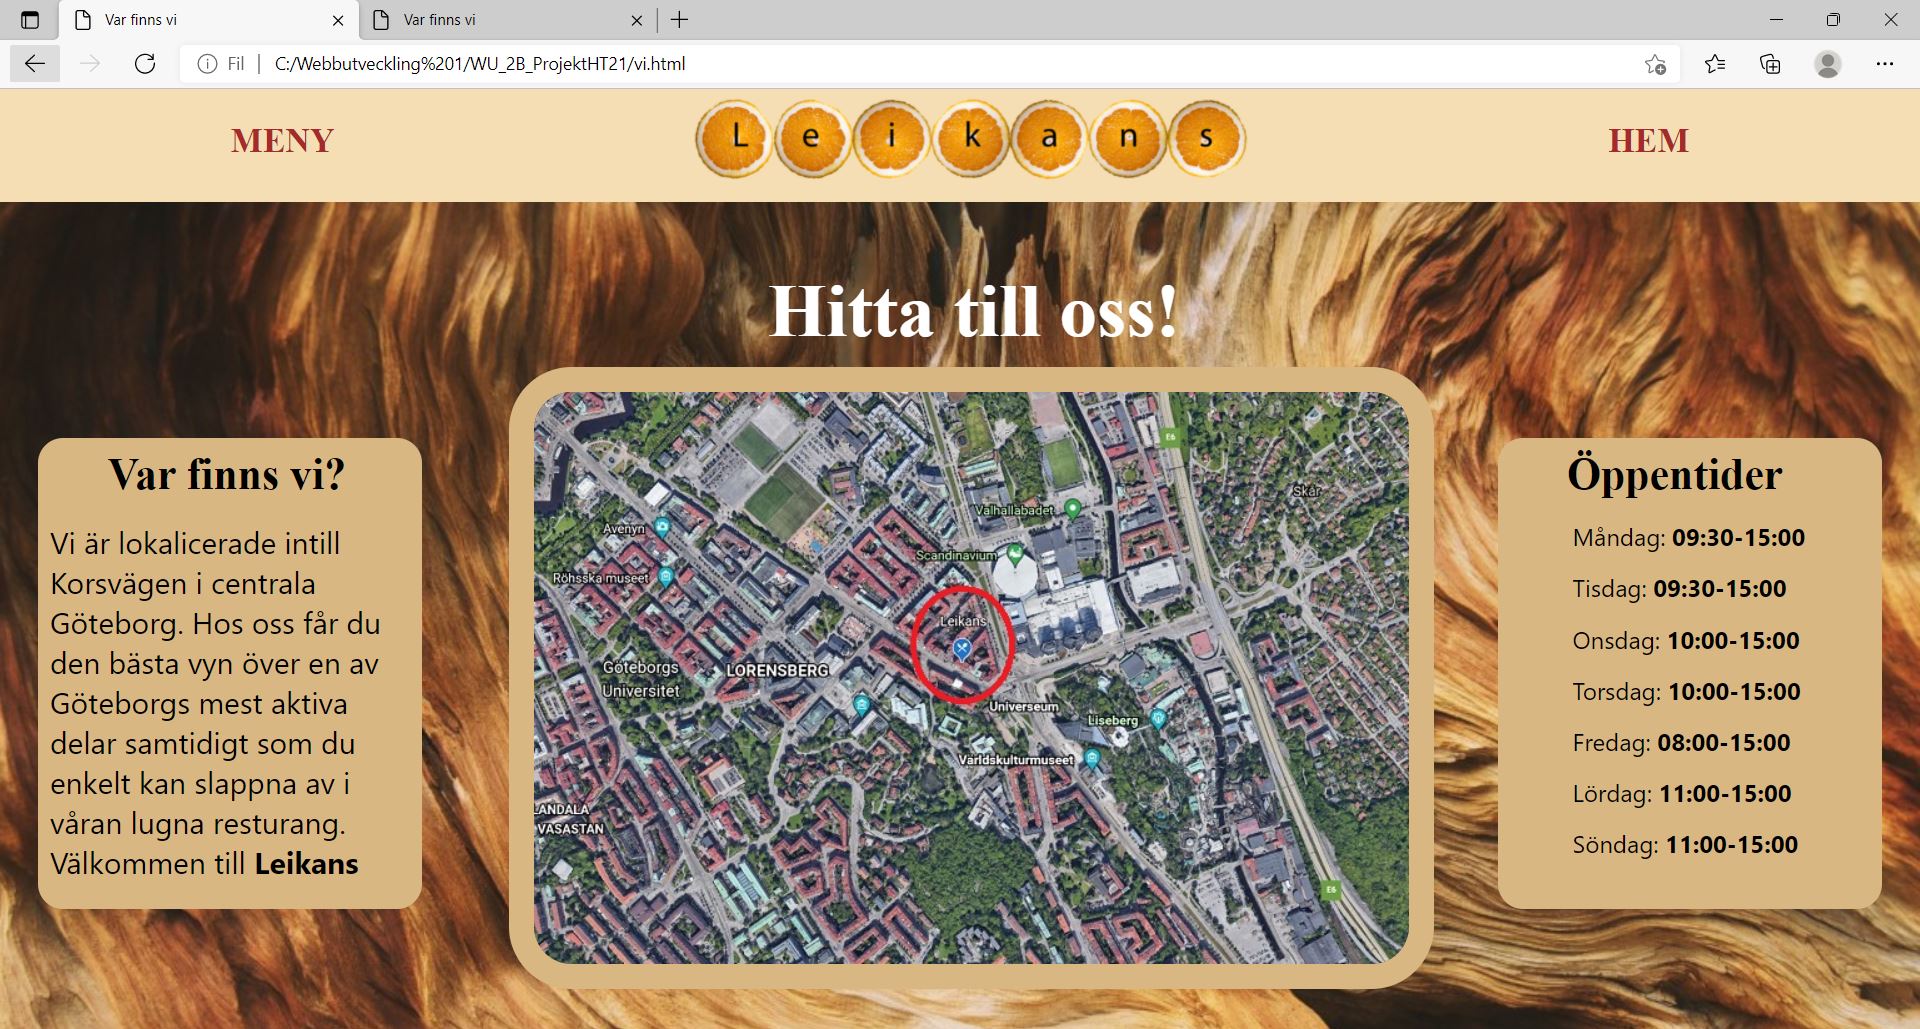 Var finns vi
Var finns vi
Fil
C:/Webbutveckling%201/WU_2B_ProjektHT21/vi.html
MENY
Leikans
HEM
Hitta till oss!
Var finns vi?
Vi är lokalicerade intill
Korsvägen i centrala
Göteborg. Hos oss får du
den bästa vyn över en av
Göteborgs mest aktiva
delar samtidigt som du
enkelt kan slappna av i
våran lugna resturang.
Välkommen till Leikans
E6
Skår
Valhallabadet
Avenyn
Scandinavium
Röhsska museet
Leikans
Göteborgs
Universitet
LORENSBERG
Universeum
Liseberg
Världskulturmuseet
LANDALA
VASASTAN
E6
Öppentider
Måndag: 09:30-15:00
Tisdag: 09:30-15:00
Onsdag: 10:00-15:00
Torsdag: 10:00-15:00
Fredag: 08:00-15:00
Lördag: 11:00-15:00
Söndag: 11:00-15:00